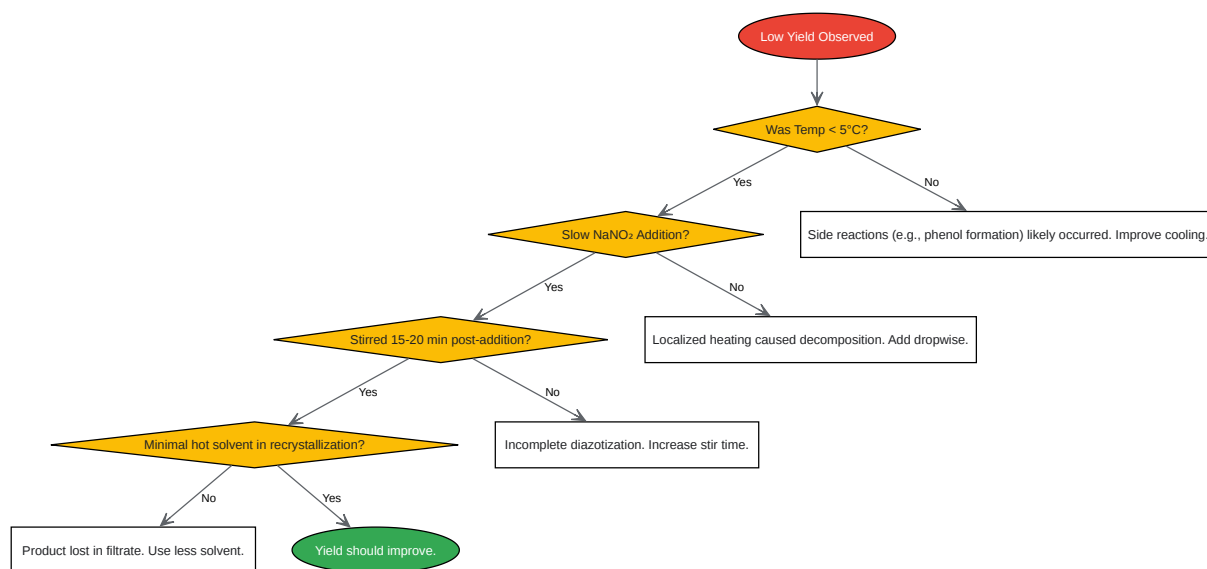 Low Yield Observed
Was Temp < 5°C?
Yes
No
Slow NaNO₂ Addition?
Side reactions (e.g., phenol formation) likely occurred. Improve cooling.
Yes
No
Stirred 15-20 min post-addition?
Localized heating caused decomposition. Add dropwise.
Yes
No
Minimal hot solvent in recrystallization?
Incomplete diazotization. Increase stir time.
No
Yes
Product lost in filtrate. Use less solvent.
Yield should improve.